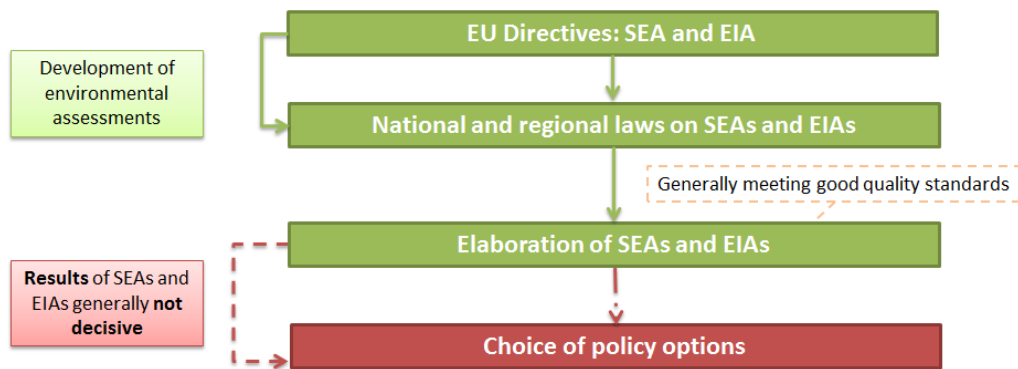 EU Directives: SEA and EIA
Development of
environmental
assessments
National and regional laws on SEAs and EIAs
Generally meeting good quality standards
Elaboration of SEAs and EIAs
Results of SEAs and
EIAs generally not
decisive
Choice of policy options